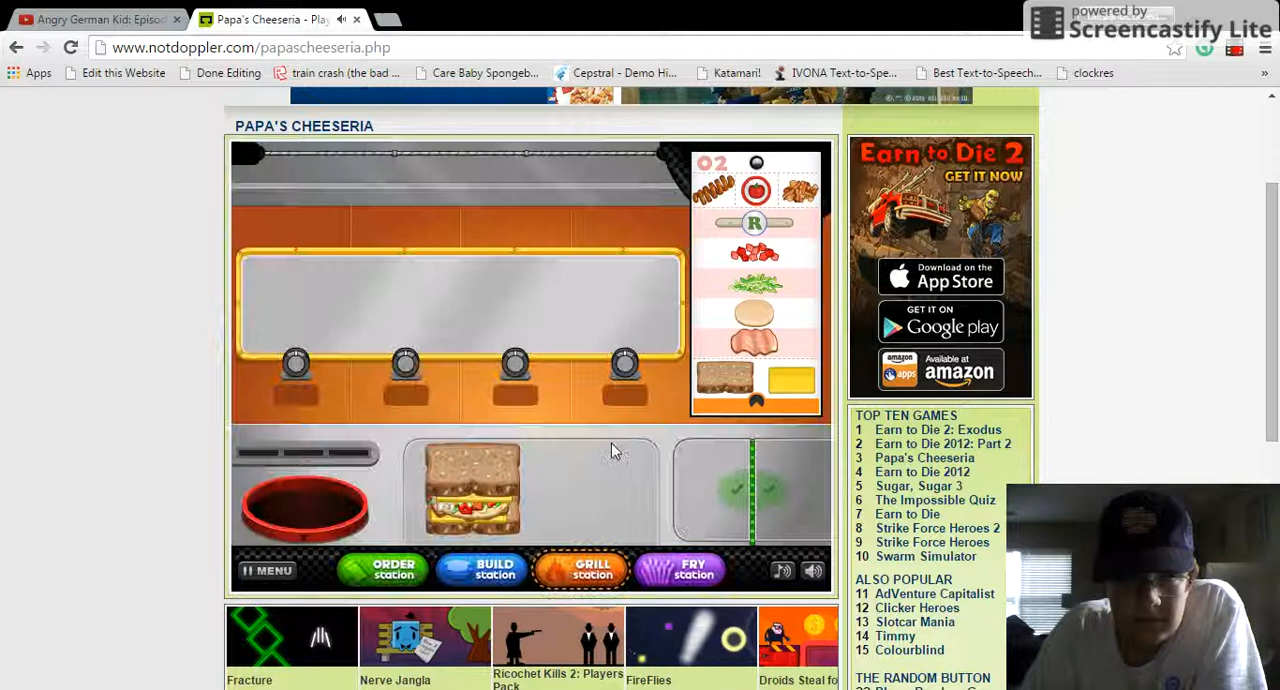 powered by
Screencastify Lite
Angry German Kid: Episod
Papa's Cheeseria - Play
www.notdoppler.com/papascheeseria.php
Apps
Edit this Website
Done Editing
train crash (the bad ...
Care Baby Spongeb...
Cepstral - Demo Hi...
Katamari!
IVONA Text-to-Spe...
Best Text-to-Speech...
clockres
»
PAPA'S CHEESERIA
02
R
MENU
ORDER
station
BUILD
station
GRILL
station
FRY
station
Fracture
Nerve Jangla
Ricochet Kills 2: Players
Pack
FireFlies
Droids Steal fo
Earn to Die 2
GET IT NOW
Download on the
App Store
GET IT ON
Google play
amazon
apps
Available at
amazon
TOP TEN GAMES
1 Earn to Die 2: Exodus
2 Earn to Die 2012: Part 2
3 Papa's Cheeseria
4 Earn to Die 2012
5 Sugar, Sugar 3
6 The Impossible Quiz
7 Earn to Die
8 Strike Force Heroes 2
9 Strike Force Heroes
10 Swarm Simulator
ALSO POPULAR
11 AdVenture Capitalist
12 Clicker Heroes
13 Slotcar Mania
14 Timmy
15 Colourblind
THE RANDOM BUTTON